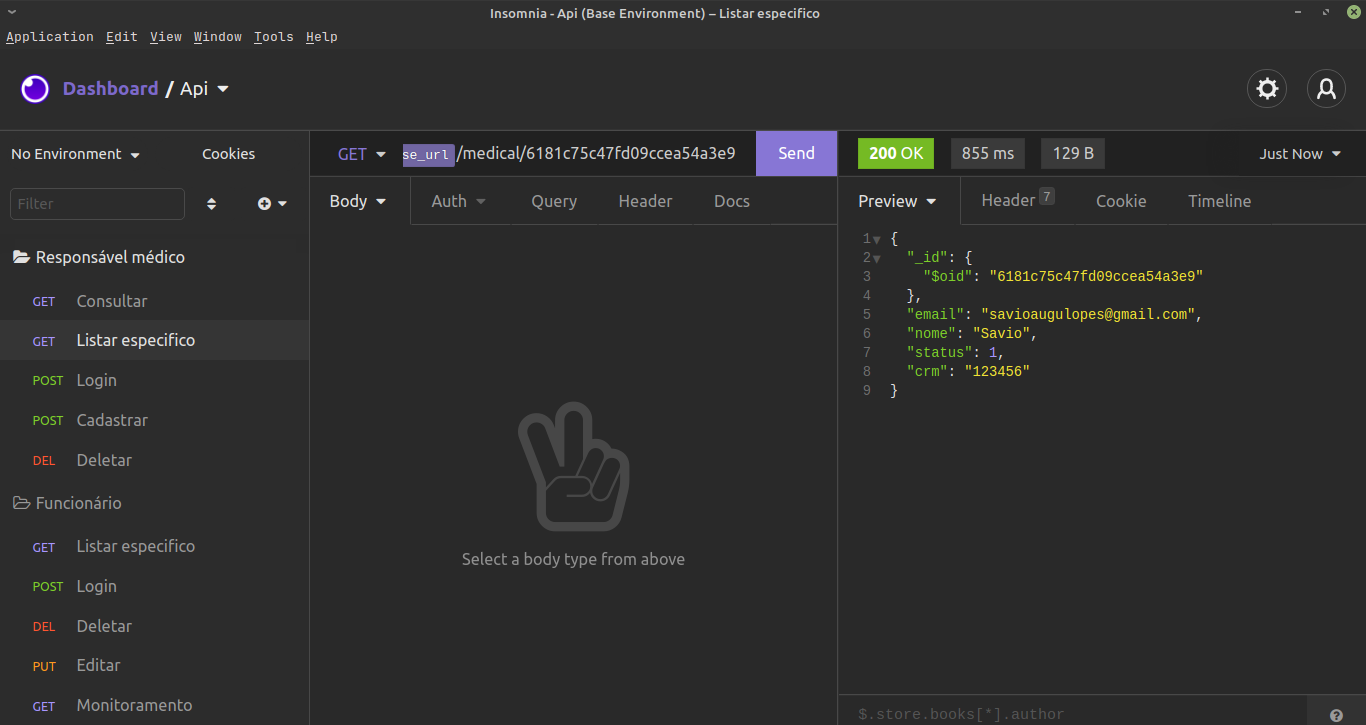 Insomnia - Api (Base Environment) – Listar especifico
Application Edit View Window Tools Help
Dashboard / Api
No Environment Cookies
Filter
Responsável médico
GET Consultar
GET Listar especifico
POST Login
POST Cadastrar
DEL Deletar
Funcionário
GET Listar especifico
POST Login
DEL Deletar
PUT Editar
GET Monitoramento
GET se_url/medical/6181c75c47fd09ccea54a3e9 Send
Body Auth Query Header Docs
Select a body type from above
200 OK 855 ms 129 B Just Now
Preview Header 7 Cookie Timeline
1 {
2 "_id": {
3 "$oid": "6181c75c47fd09ccea54a3e9"
4 },
5 "email": "savioaugulopes@gmail.com",
6 "nome": "Savio",
7 "status": 1,
8 "crm": "123456"
9 }
$.store.books[*].author
?